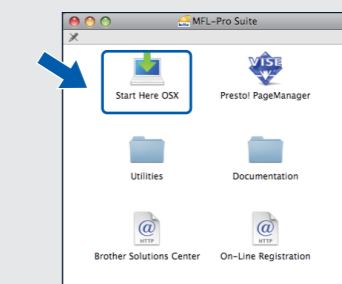 MFL-Pro Suite
VISE
Start Here OSX
Presto! PageManager
Utilities
Documentation
@
HTTP
@
HTTP
Brother Solutions Center
On-Line Registration